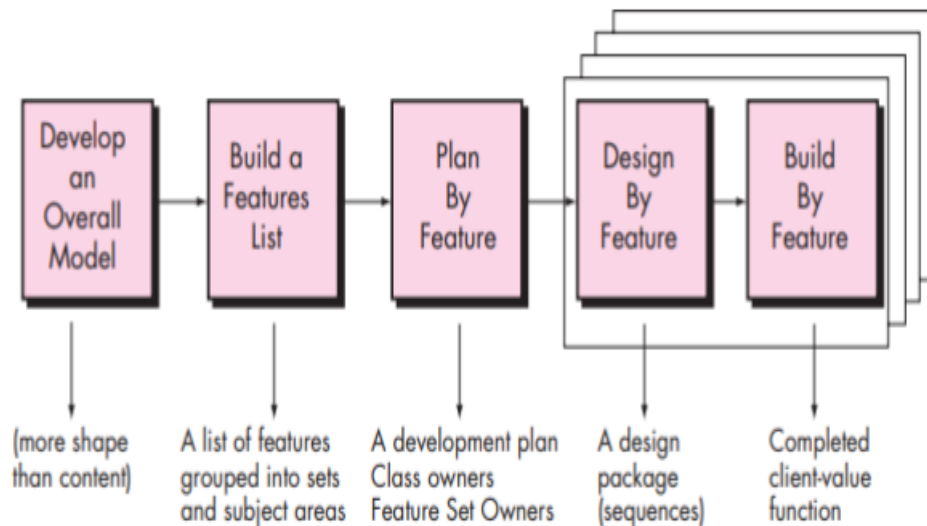 Develop
an
Overall
Model
Build a
Features
List
Plan
By
Feature
Design
By
Feature
Build
By
Feature
(more shape
than content)
A list of features
grouped into sets
and subject areas
A development plan
Class owners
Feature Set Owners
A design
package
(sequences)
Completed
client-value
function